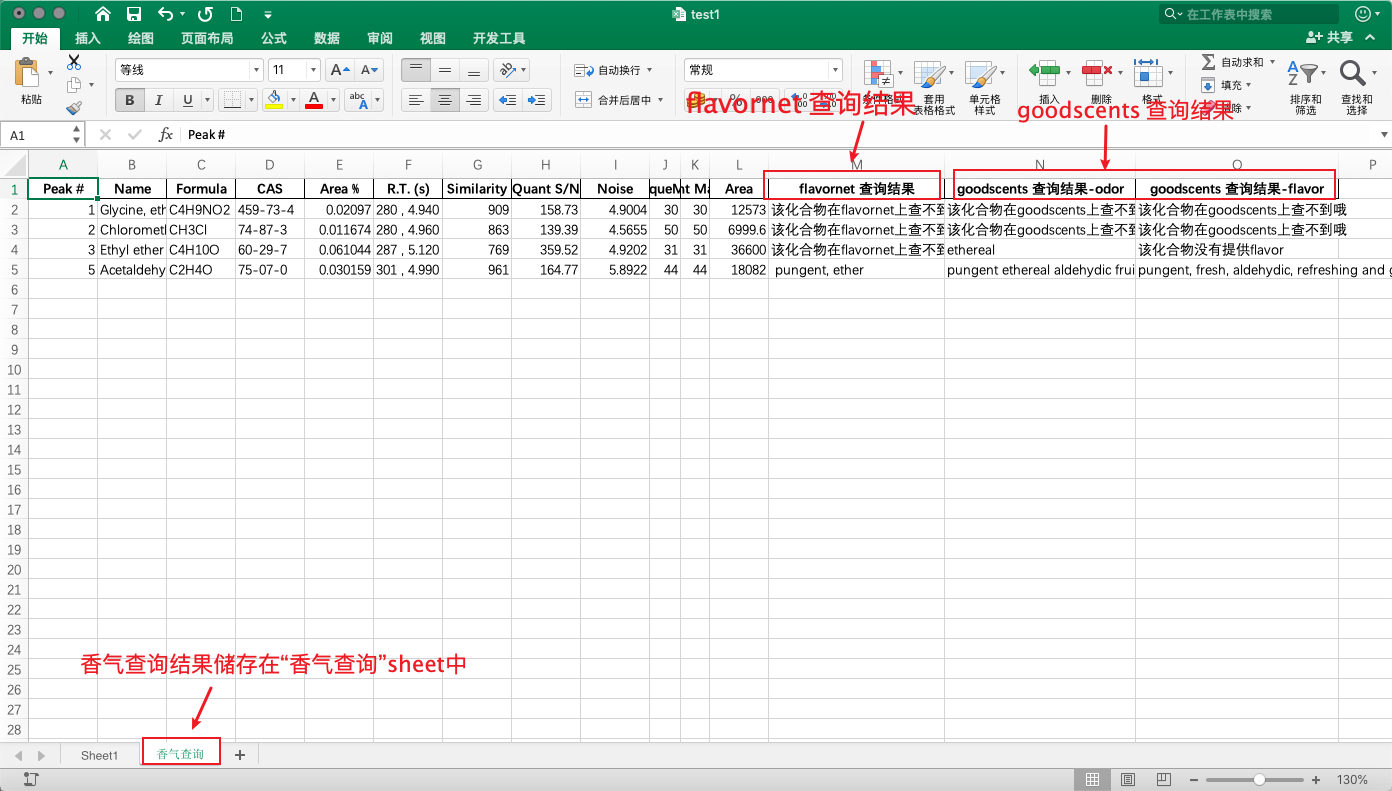 test1
在工作表中搜索
开始 插入 绘图 页面布局 公式 数据 审阅 视图 开发工具 共享
粘贴 等线 11 A A 自动换行 常规 自动求和
B I U A abc A 合并后居中 % 000 套用 表格格式 单元格 样式 插入 删除 格式 填充 排序和 筛选 查找和 选择
flavornet 查询结果
goodscents 查询结果
A1 fx Peak #
A B C D E F G H I J K L M N O P
1 Peak # Name Formula CAS Area % R.T. (s) Similarity Quant S/N Noise Area flavornet 查询结果 goodscents 查询结果-odor goodscents 查询结果-flavor
2 1 Glycine, eth C4H9NO2 459-73-4 0.02097 280 , 4.940 909 158.73 4.9004 30 30 12573 该化合物在flavornet上查不到 该化合物在goodscents上查不到 该化合物在goodscents上查不到哦
3 2 Chloromet CH3Cl 74-87-3 0.011674 280 , 4.960 863 139.39 4.5655 50 50 6999.6 该化合物在flavornet上查不到 该化合物在goodscents上查不到 该化合物在goodscents上查不到哦
4 3 Ethyl ether C4H10O 60-29-7 0.061044 287 , 5.120 769 359.52 4.9202 31 31 36600 该化合物在flavornet上查不到 ethereal 该化合物没有提供flavor
5 5 Acetaldehy C2H4O 75-07-0 0.030159 301 , 4.990 961 164.77 5.8922 44 44 18082 pungent, ether pungent ethereal aldehydic frui pungent, fresh, aldehydic, refreshing and g
6
7
8
9
10
11
12
13
14
15
16
17
18
19
20
21
22
23
24
香气查询结果储存在“香气查询”sheet中
25
26
27
28
Sheet1 香气查询 +
130%